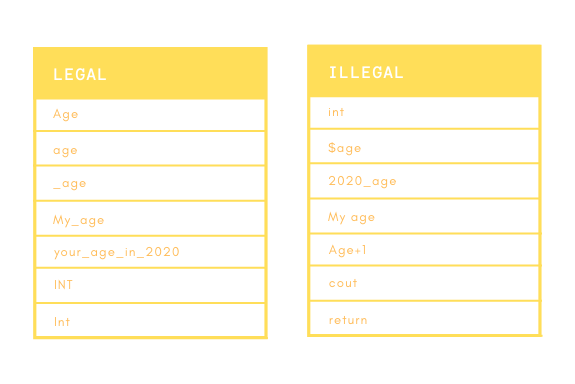 LEGAL
Age
age
_age
My_age
your_age_in_2020
INT
Int
ILLEGAL
int
$age
2020_age
My age
Age+1
cout
return